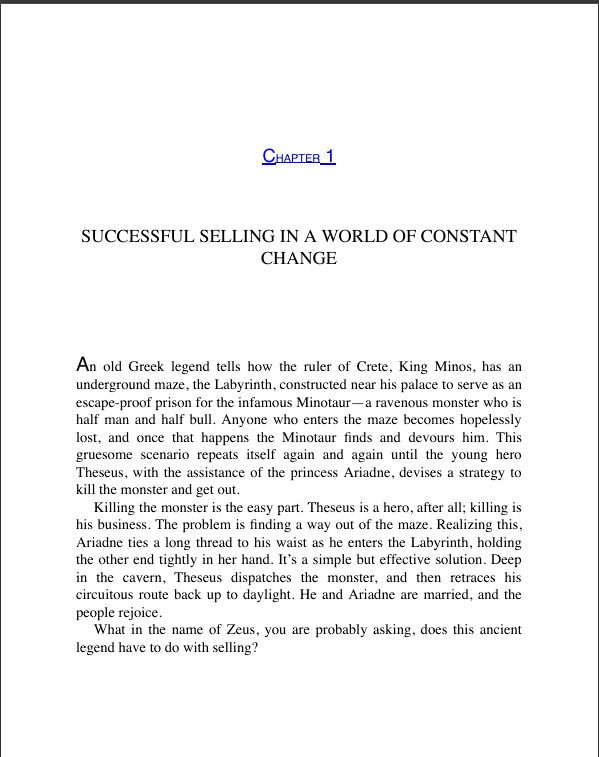 CHAPTER 1
SUCCESSFUL SELLING IN A WORLD OF CONSTANT
CHANGE
An old Greek legend tells how the ruler of Crete, King Minos, has an
underground maze, the Labyrinth, constructed near his palace to serve as an
escape-proof prison for the infamous Minotaur—a ravenous monster who is
half man and half bull. Anyone who enters the maze becomes hopelessly
lost, and once that happens the Minotaur finds and devours him. This
gruesome scenario repeats itself again and again until the young hero
Theseus, with the assistance of the princess Ariadne, devises a strategy to
kill the monster and get out.
Killing the monster is the easy part. Theseus is a hero, after all; killing is
his business. The problem is finding a way out of the maze. Realizing this,
Ariadne ties a long thread to his waist as he enters the Labyrinth, holding
the other end tightly in her hand. It’s a simple but effective solution. Deep
in the cavern, Theseus dispatches the monster, and then retraces his
circuitous route back up to daylight. He and Ariadne are married, and the
people rejoice.
What in the name of Zeus, you are probably asking, does this ancient
legend have to do with selling?